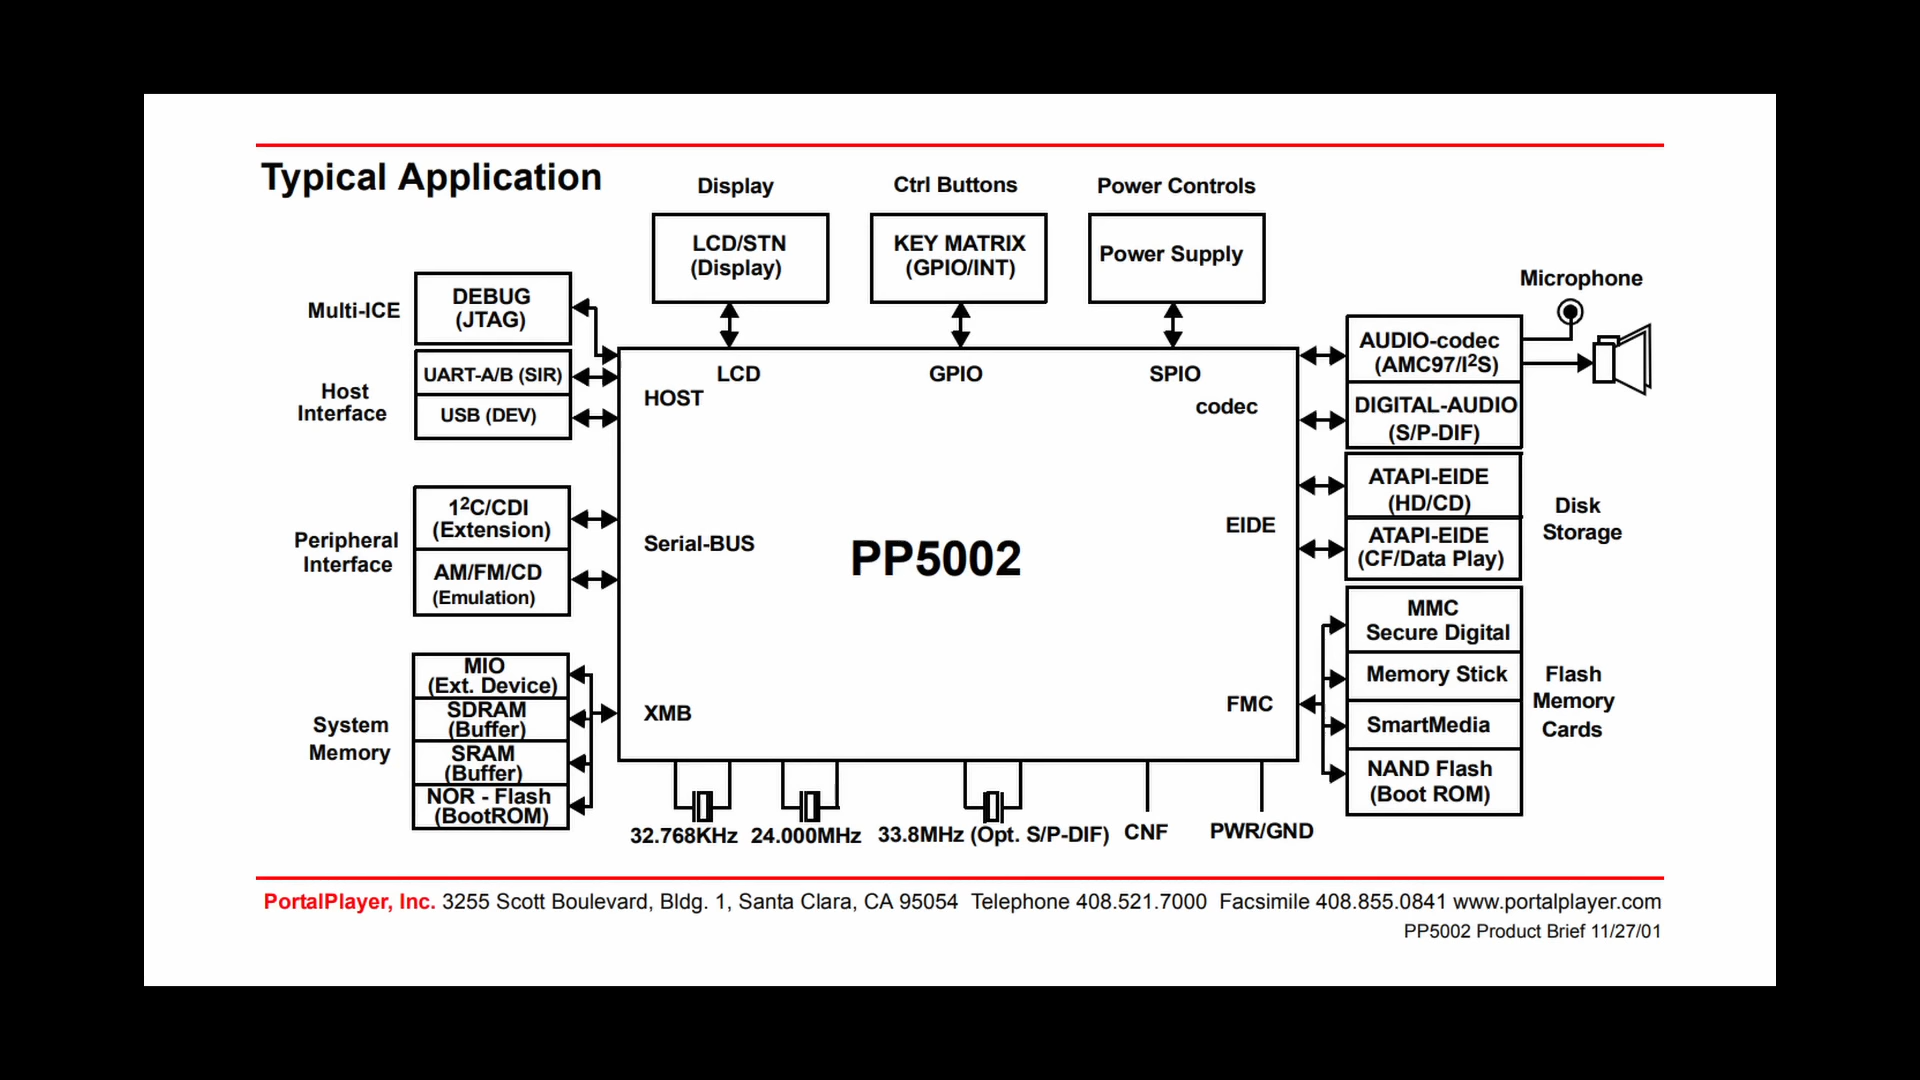 Typical Application
Display
Ctrl Buttons
Power Controls
LCD/STN
(Display)
KEY MATRIX
(GPIO/INT)
Power Supply
Multi-ICE
DEBUG
(JTAG)
Host
Interface
UART-A/B (SIR)
USB (DEV)
Peripheral
Interface
1²C/CDI
(Extension)
AM/FM/CD
(Emulation)
System
Memory
MIO
(Ext. Device)
SDRAM
(Buffer)
SRAM
(Buffer)
NOR - Flash
(BootROM)
LCD
GPIO
SPIO
HOST
codec
Serial-BUS
EIDE
PP5002
XMB
FMC
Microphone
AUDIO-codec
(AMC97/I²S)
DIGITAL-AUDIO
(S/P-DIF)
ATAPI-EIDE
(HD/CD)
ATAPI-EIDE
(CF/Data Play)
Disk
Storage
MMC
Secure Digital
Memory Stick
SmartMedia
NAND Flash
(Boot ROM)
Flash
Memory
Cards
32.768KHz
24.000MHz
33.8MHz (Opt. S/P-DIF)
CNF
PWR/GND
PortalPlayer, Inc. 3255 Scott Boulevard, Bldg. 1, Santa Clara, CA 95054 Telephone 408.521.7000 Facsimile 408.855.0841 www.portalplayer.com
PP5002 Product Brief 11/27/01